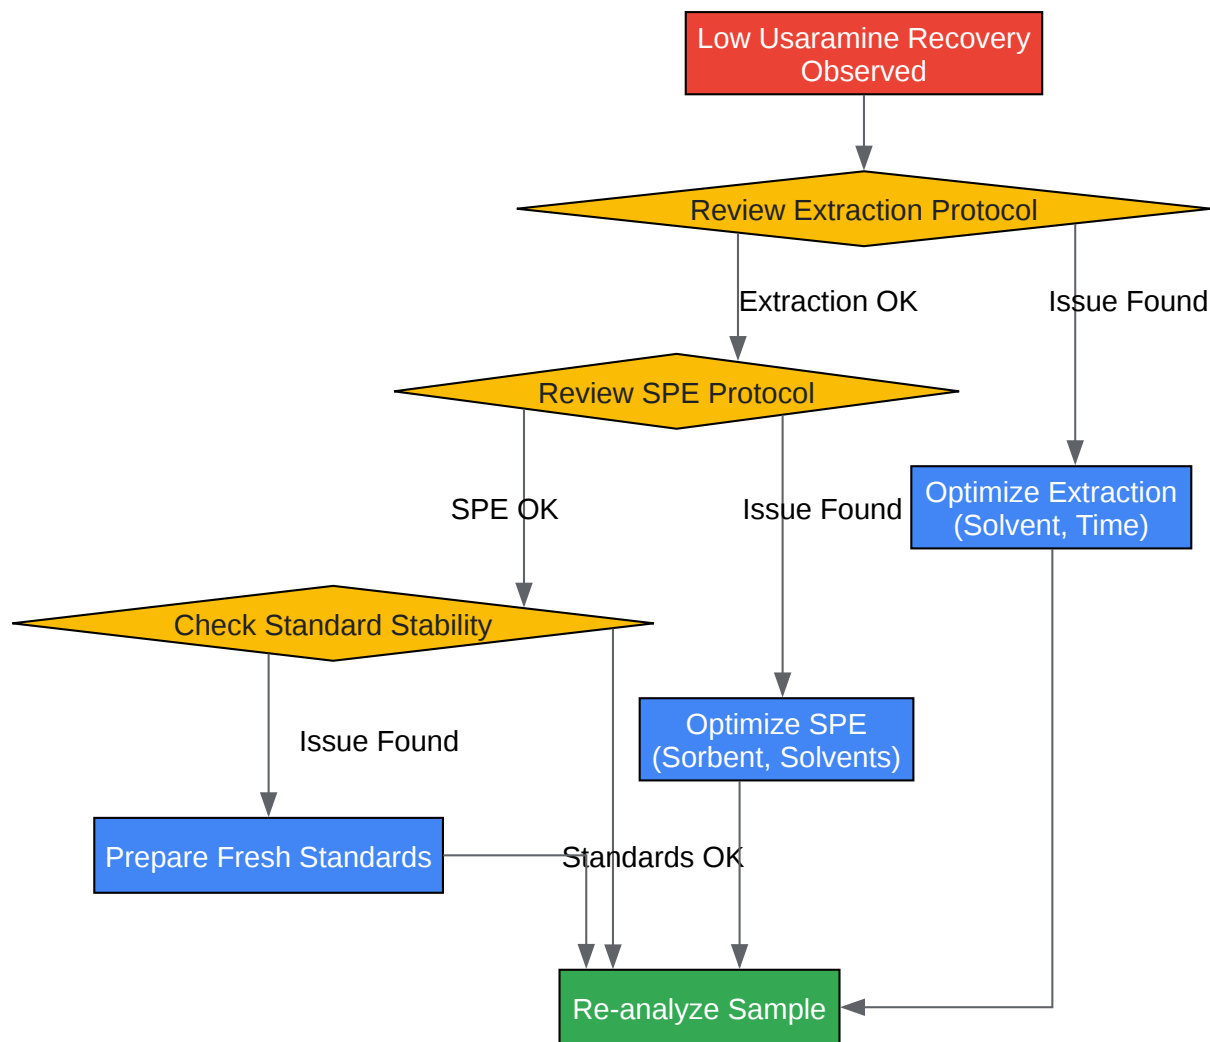 Low Usaramine Recovery
Observed
Review Extraction Protocol
Extraction OK
Issue Found
Review SPE Protocol
Optimize Extraction
(Solvent, Time)
SPE OK
Issue Found
Check Standard Stability
Optimize SPE
(Sorbent, Solvents)
Issue Found
Prepare Fresh Standards
Standards OK
Re-analyze Sample